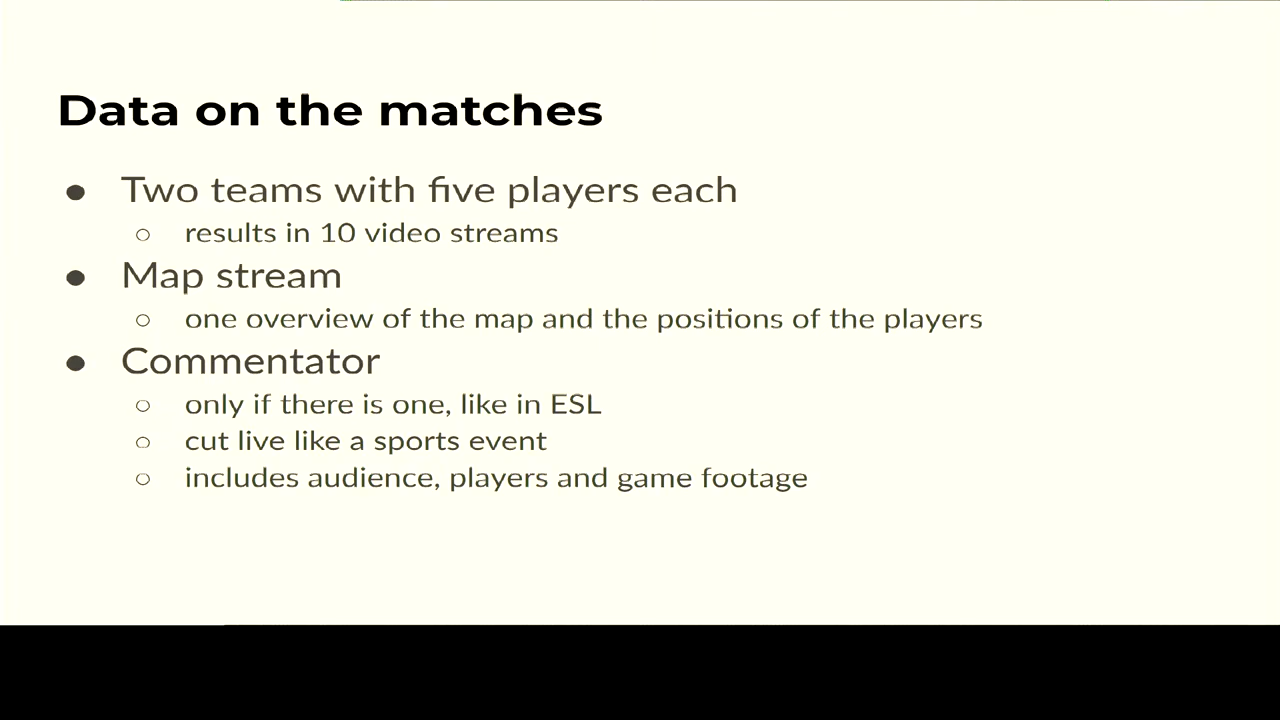 Data on the matches
● Two teams with five players each
○ results in 10 video streams
● Map stream
○ one overview of the map and the positions of the players
● Commentator
○ only if there is one, like in ESL
○ cut live like a sports event
○ includes audience, players and game footage